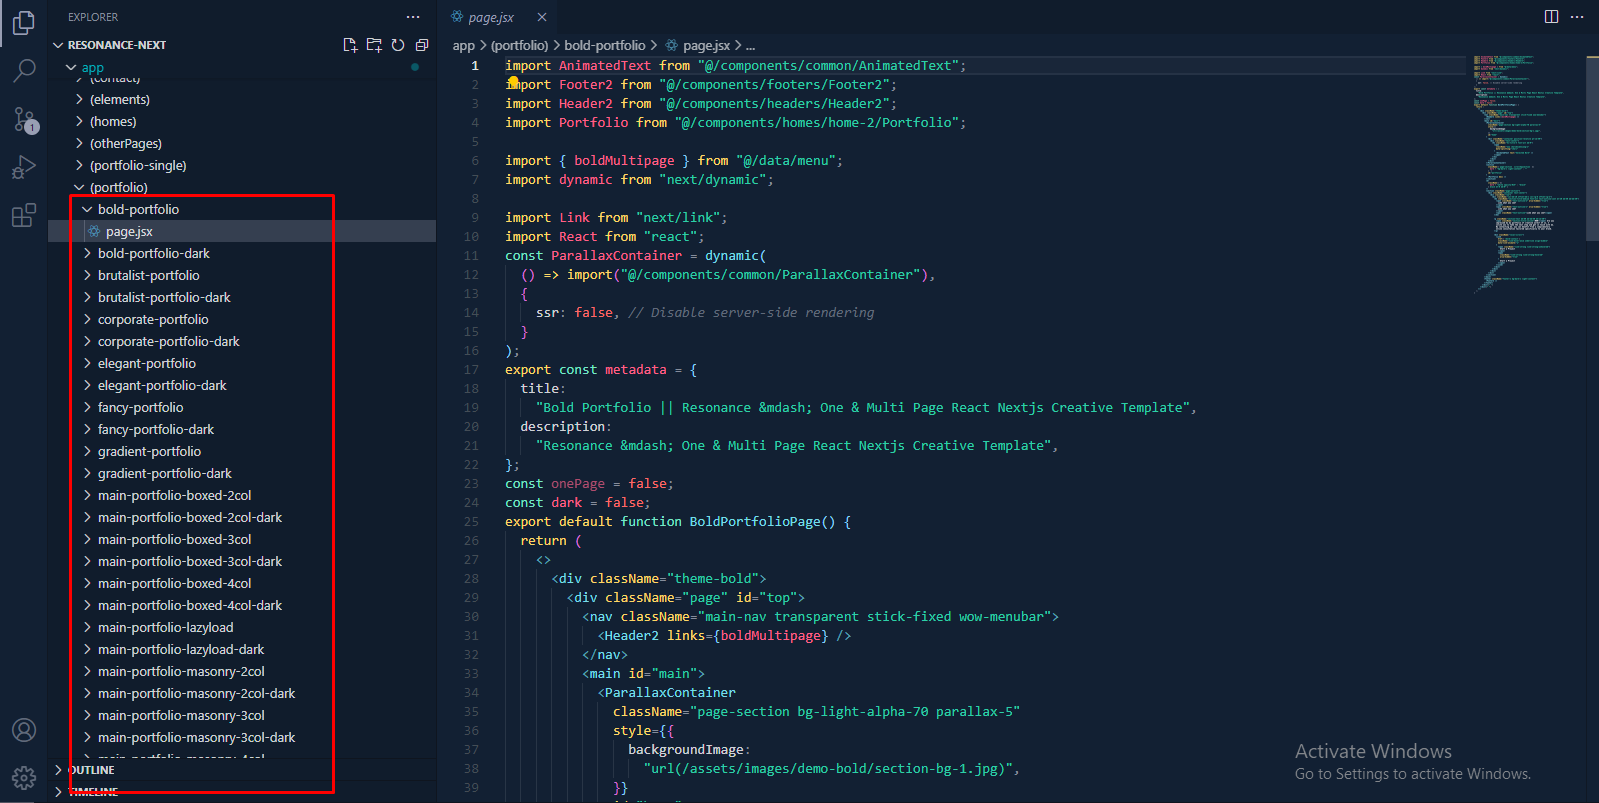 EXPLORER
RESONANCE-NEXT
app
(contact)
(elements)
(homes)
(otherPages)
(portfolio-single)
(portfolio)
bold-portfolio
page.jsx
bold-portfolio-dark
brutalist-portfolio
brutalist-portfolio-dark
corporate-portfolio
corporate-portfolio-dark
elegant-portfolio
elegant-portfolio-dark
fancy-portfolio
fancy-portfolio-dark
gradient-portfolio
gradient-portfolio-dark
main-portfolio-boxed-2col
main-portfolio-boxed-2col-dark
main-portfolio-boxed-3col
main-portfolio-boxed-3col-dark
main-portfolio-boxed-4col
main-portfolio-boxed-4col-dark
main-portfolio-lazyload
main-portfolio-lazyload-dark
main-portfolio-masonry-2col
main-portfolio-masonry-2col-dark
main-portfolio-masonry-3col
main-portfolio-masonry-3col-dark
main-portfolio-masonry-4col
OUTLINE
TIMELINE
1
page.jsx
app > (portfolio) > bold-portfolio > page.jsx > ...
1 import AnimatedText from "@/components/common/AnimatedText";
2 import Footer2 from "@/components/footers/Footer2";
3 import Header2 from "@/components/headers/Header2";
4 import Portfolio from "@/components/homes/home-2/Portfolio";
5
6 import { boldMultipage } from "@/data/menu";
7 import dynamic from "next/dynamic";
8
9 import Link from "next/link";
10 import React from "react";
11 const ParallaxContainer = dynamic(
12 () => import("@/components/common/ParallaxContainer"),
13 {
14 ssr: false, // Disable server-side rendering
15 }
16 );
17 export const metadata = {
18 title:
19 "Bold Portfolio || Resonance &mdash; One & Multi Page React Nextjs Creative Template",
20 description:
21 "Resonance &mdash; One & Multi Page React Nextjs Creative Template",
22 };
23 const onePage = false;
24 const dark = false;
25 export default function BoldPortfolioPage() {
26 return (
27 <>
28 <div className="theme-bold">
29 <div className="page" id="top">
30 <nav className="main-nav transparent stick-fixed wow-menubar">
31 <Header2 links={boldMultipage} />
32 </nav>
33 <main id="main">
34 <ParallaxContainer
35 className="page-section bg-light-alpha-70 parallax-5"
36 style={{
37 backgroundImage:
38 "url(/assets/images/demo-bold/section-bg-1.jpg)",
39 }}
Activate Windows
Go to Settings to activate Windows.